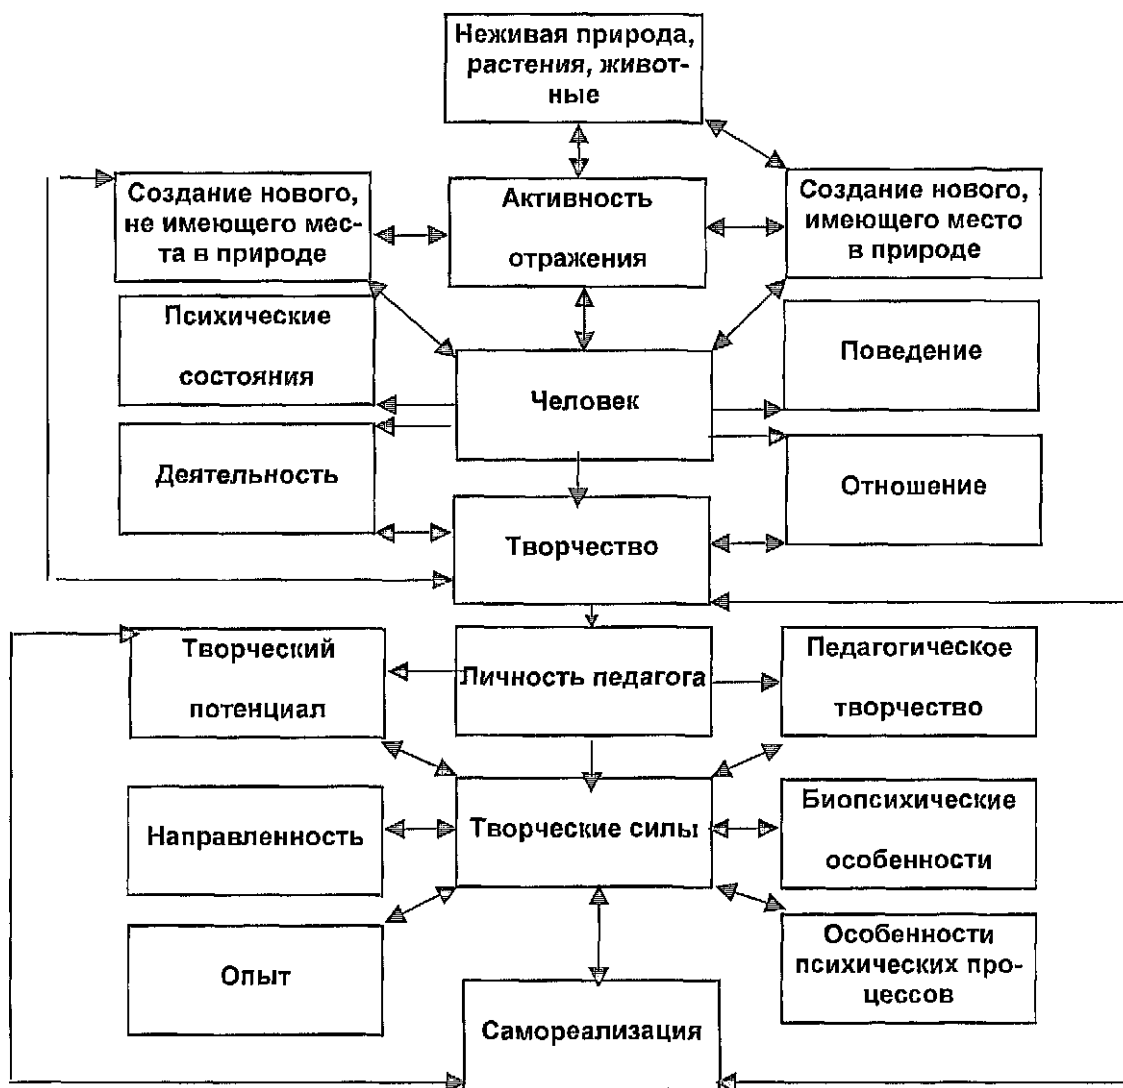 Неживая природа,
растения, живот-
ные
Создание нового,
не имеющего мес-
та в природе
Активность
отражения
Создание нового,
имеющего место
в природе
Психические
состояния
Человек
Поведение
Деятельность
Творчество
Отношение
Творческий
потенциал
Личность педагога
Педагогическое
творчество
Направленность
Творческие силы
Биопсихические
особенности
Опыт
Особенности
психических про-
цессов
Самореализация